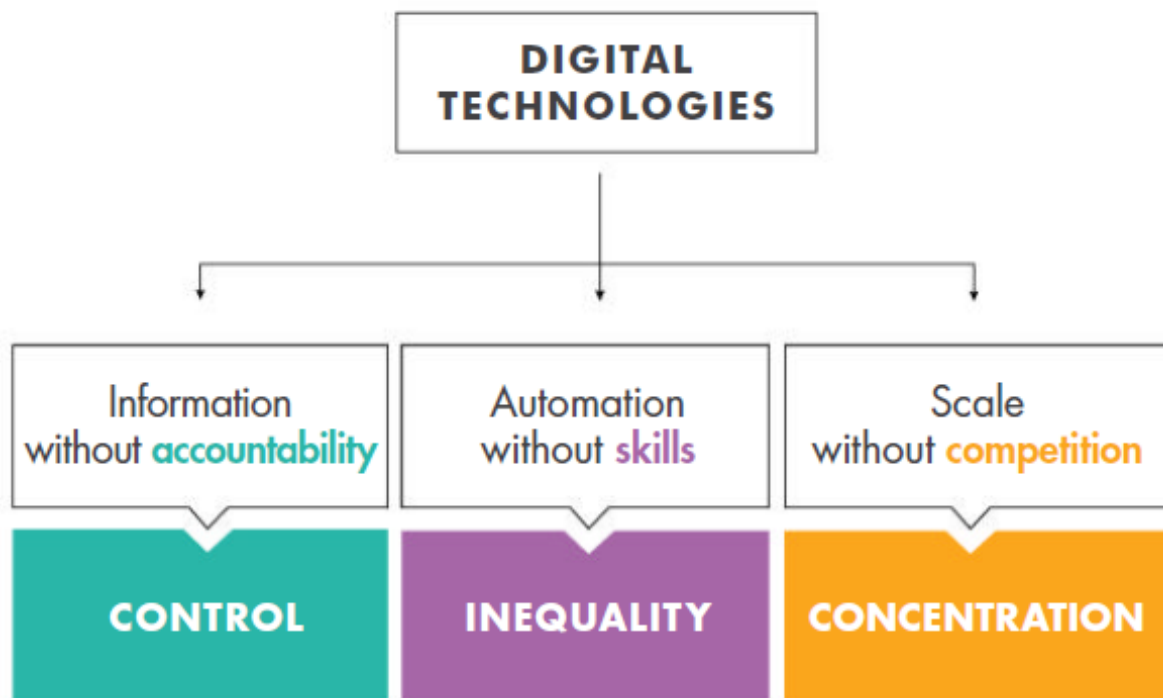 DIGITAL
TECHNOLOGIES
Information
without accountability
Automation
without skills
Scale
without competition
CONTROL
INEQUALITY
CONCENTRATION